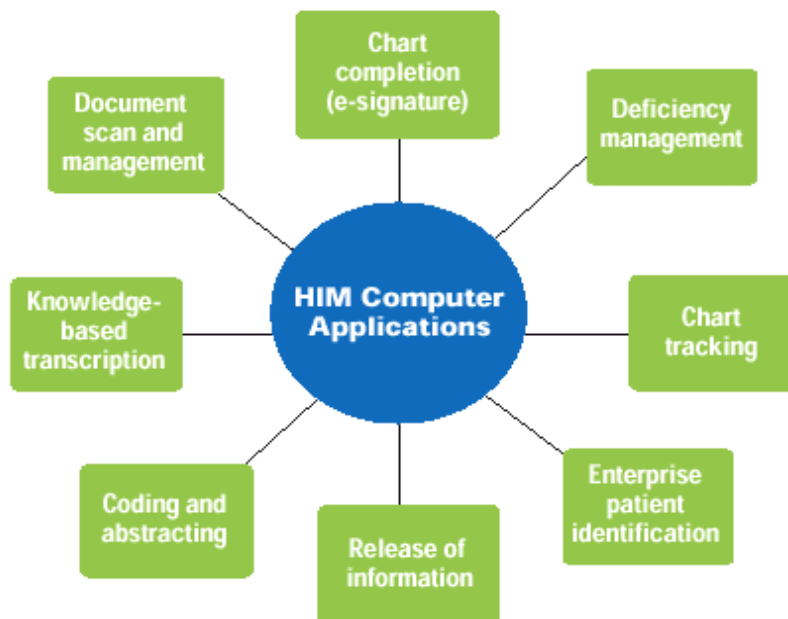 Chart
completion
(e-signature)
Deficiency
management
Chart
tracking
Enterprise
patient
identification
Release of
information
Coding and
abstracting
Knowledge-
based
transcription
Document
scan and
management
HIM Computer
Applications